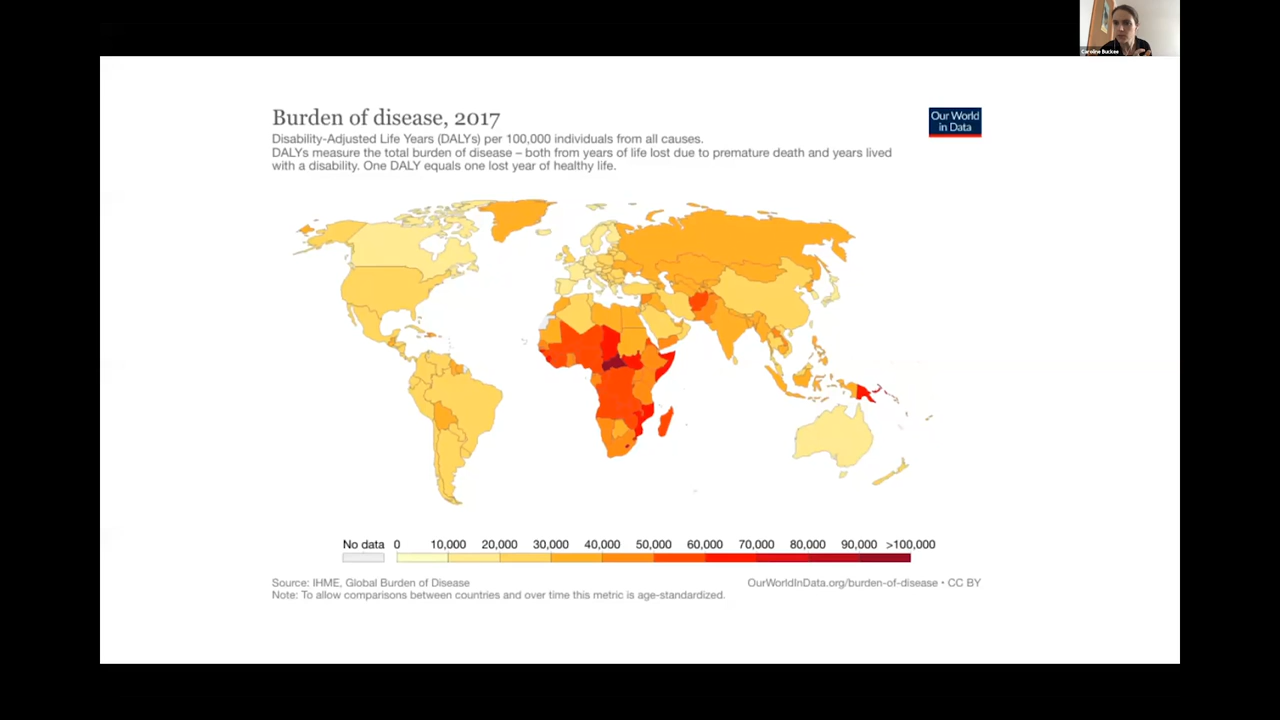 Caroline Buckee
Burden of disease, 2017
Our World
in Data
Disability-Adjusted Life Years (DALYs) per 100,000 individuals from all causes.
DALYs measure the total burden of disease – both from years of life lost due to premature death and years lived
with a disability. One DALY equals one lost year of healthy life.
No data 0 10,000 20,000 30,000 40,000 50,000 60,000 70,000 80,000 90,000 >100,000
Source: IHME, Global Burden of Disease
OurWorldInData.org/burden-of-disease • CC BY
Note: To allow comparisons between countries and over time this metric is age-standardized.